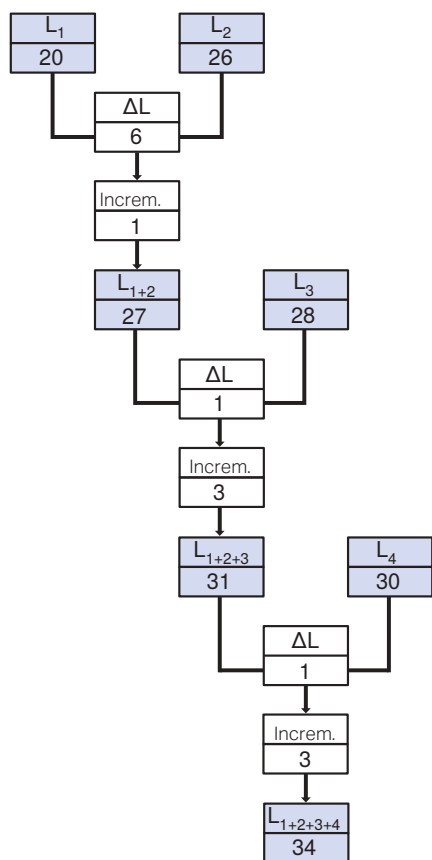 L₁ L₂
20 26
ΔL
6
Increm.
1
L₁₊₂ L₃
27 28
ΔL
1
Increm.
3
L₁₊₂₊₃ L₄
31 30
ΔL
1
Increm.
3
L₁₊₂₊₃₊₄
34